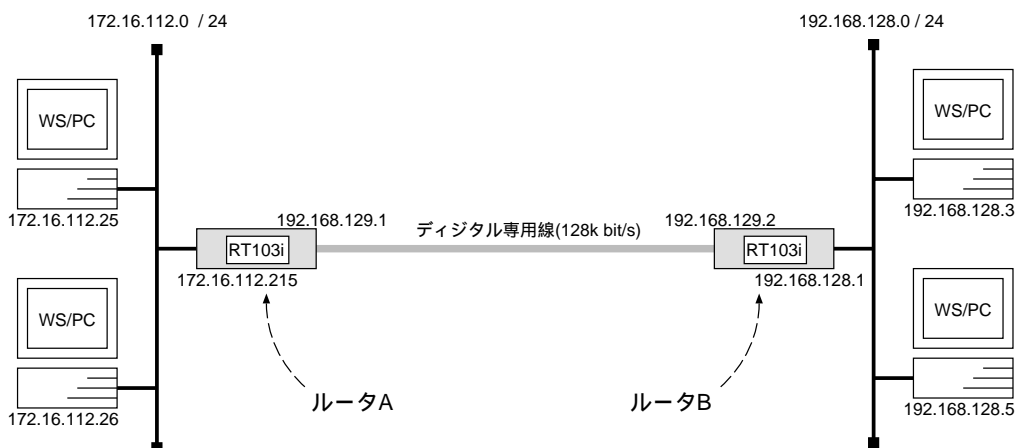 172.16.112.0 / 24
192.168.128.0 / 24
WS/PC
172.16.112.25
WS/PC
192.168.128.3
192.168.129.1
ディジタル専用線(128k bit/s)
192.168.129.2
RT103i
172.16.112.215
RT103i
192.168.128.1
WS/PC
172.16.112.26
WS/PC
192.168.128.5
ルータA
ルータB